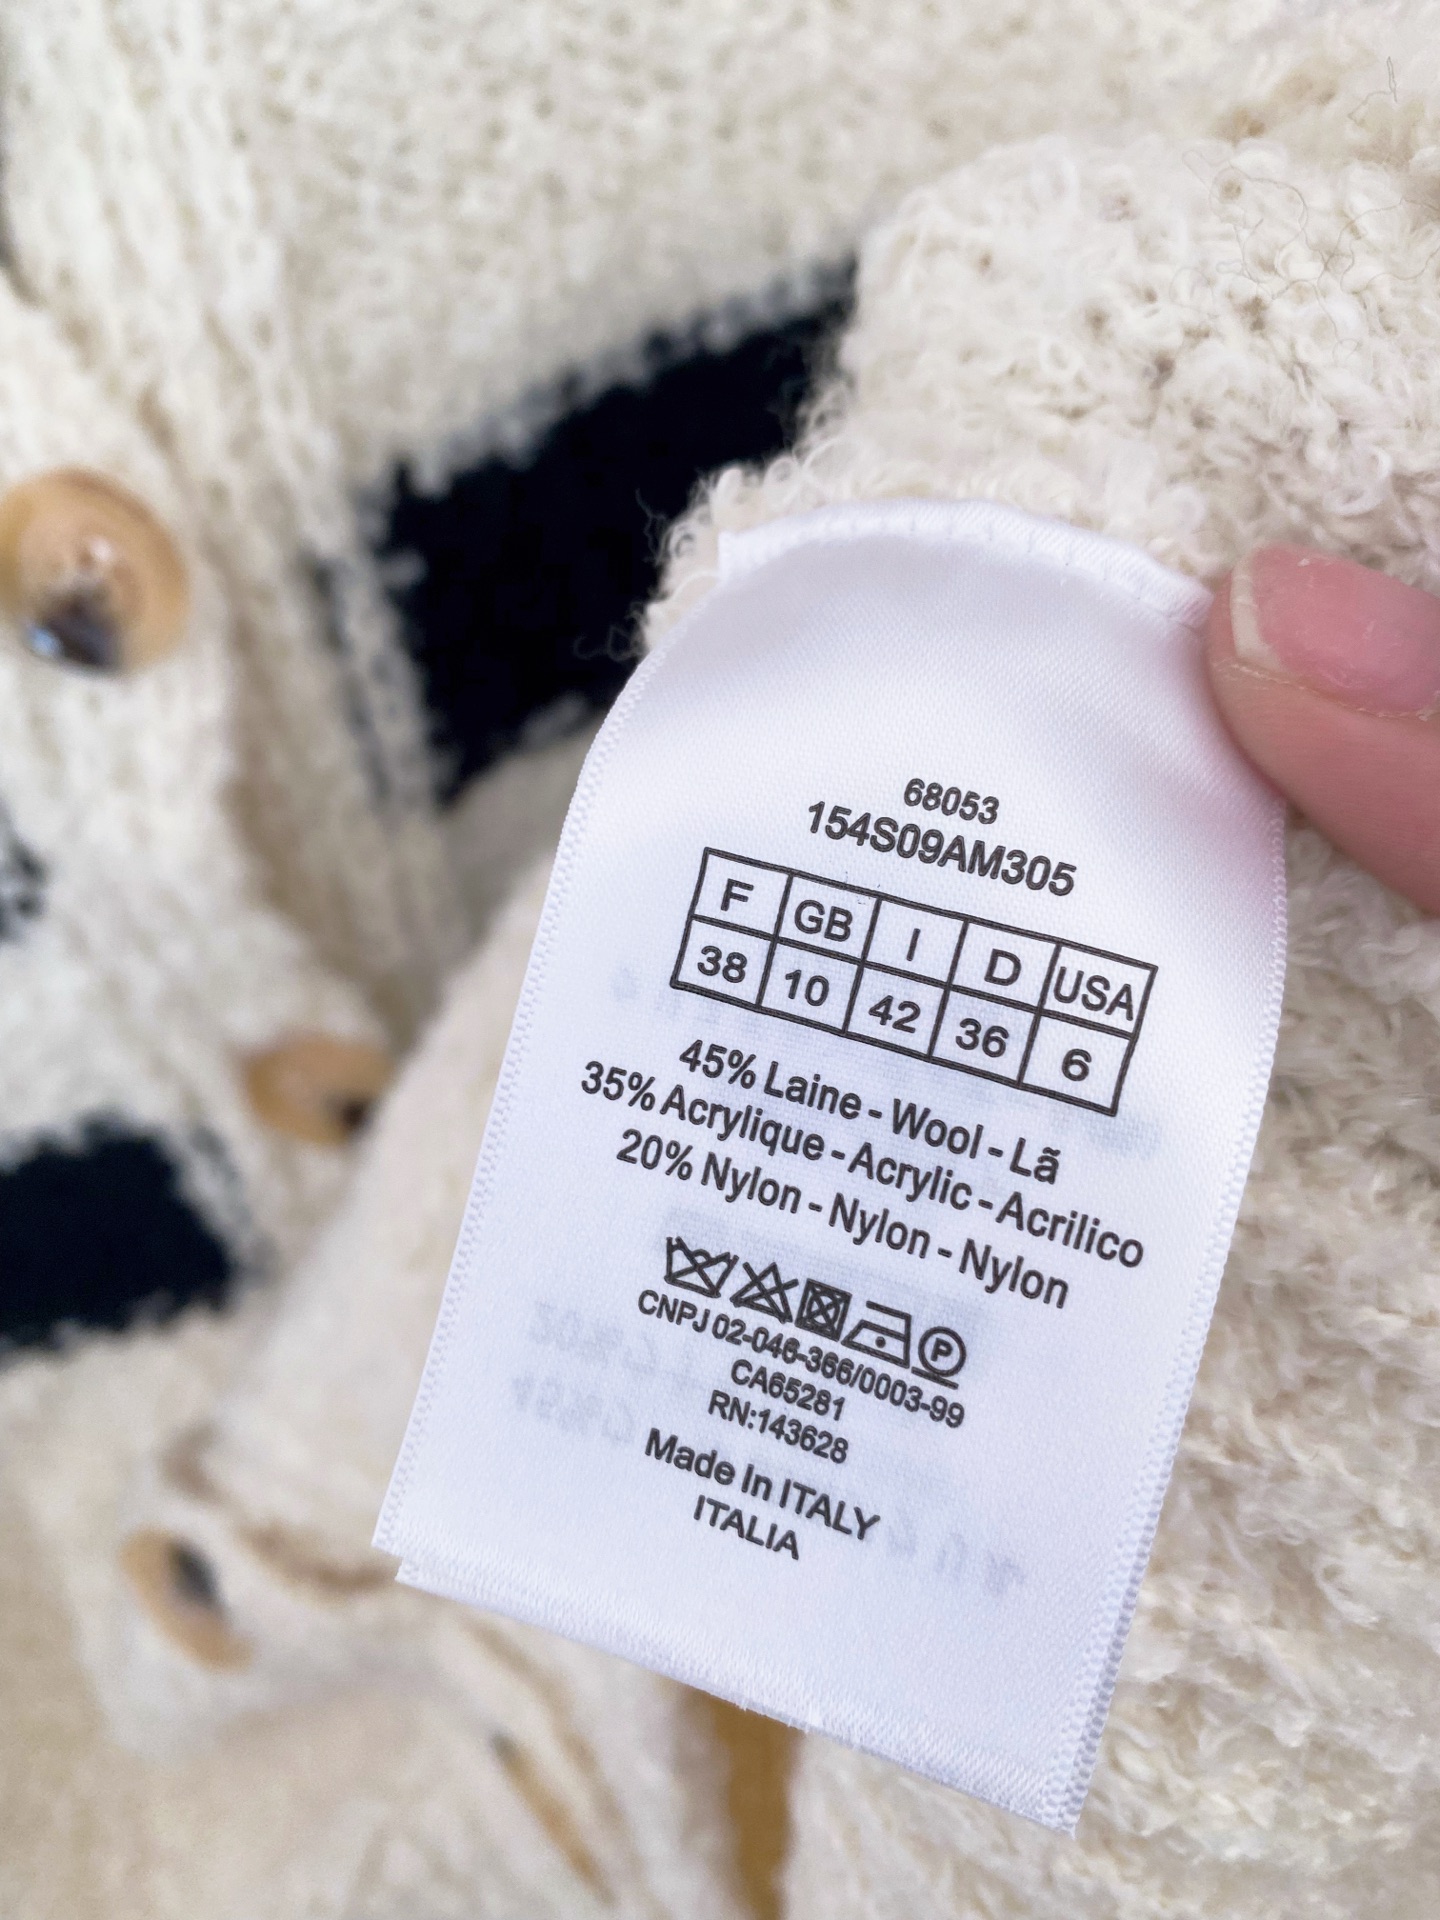 68053
154S09AM305
F GB I D USA
38 10 42 36 6
45% Laine - Wool - Lã
35% Acrylique - Acrylic - Acrilico
20% Nylon - Nylon - Nylon
P
CNPJ 02-046-366/0003-99
CA65281
RN:143628
Made In ITALY
ITALIA